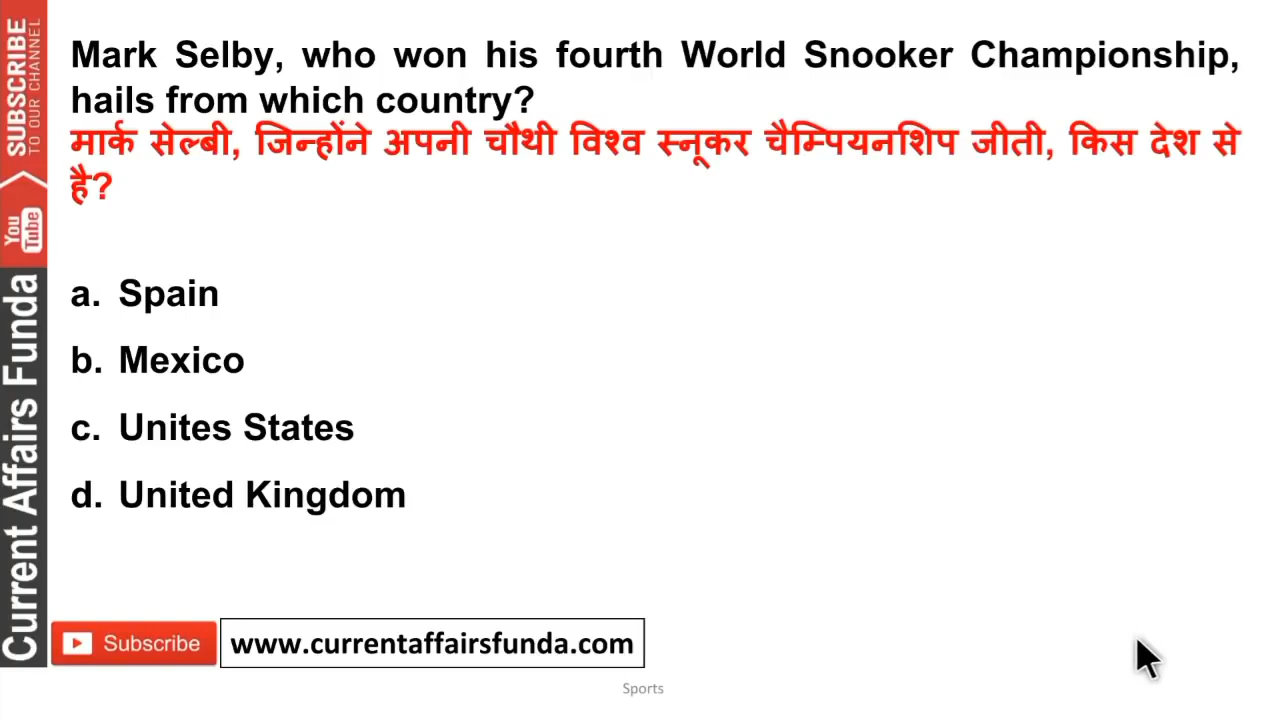 Mark Selby, who won his fourth World Snooker Championship,
hails from which country?
मार्क सेल्बी, जिन्होंने अपनी चौथी विश्व स्नूकर चैम्पियनशिप जीती, किस देश से
है?
a. Spain
b. Mexico
c. Unites States
d. United Kingdom
SUBSCRIBE
TO OUR CHANNEL
You
Tube
Current Affairs Funda
Subscribe
www.currentaffairsfunda.com
Sports